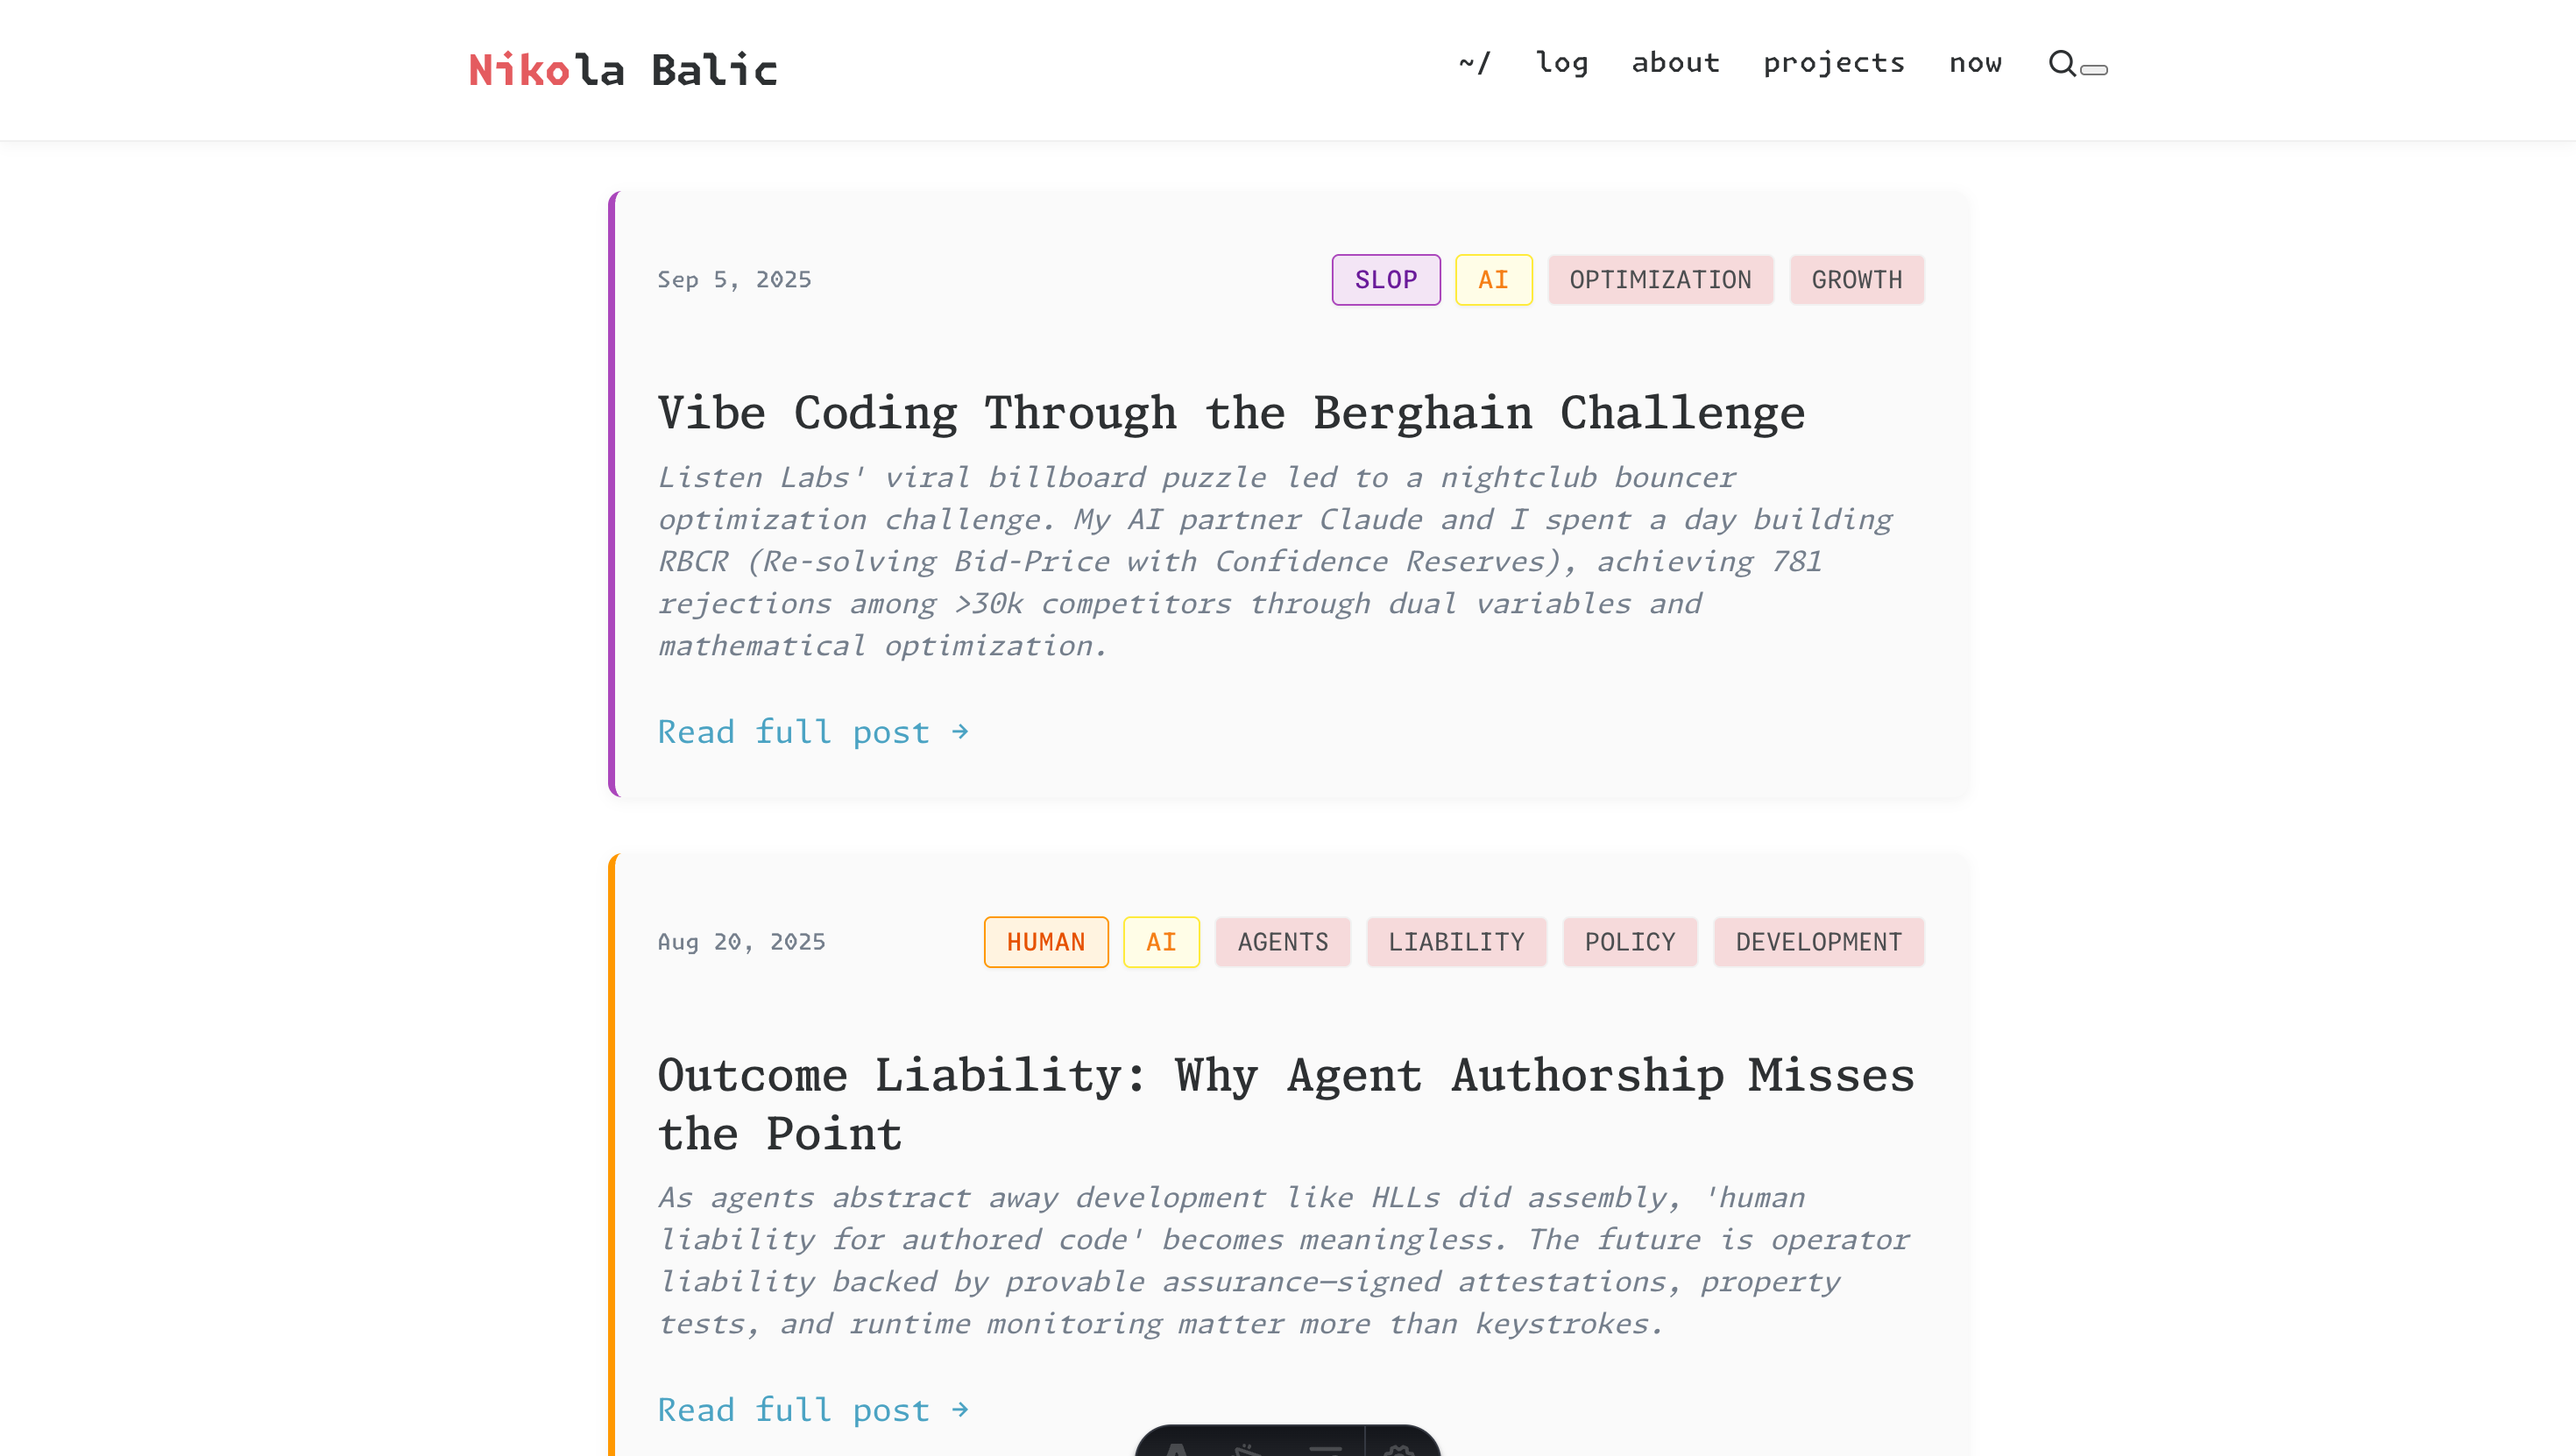 Nikola Balic
~/ log about projects now
Sep 5, 2025
SLOP AI OPTIMIZATION GROWTH
Vibe Coding Through the Berghain Challenge
Listen Labs' viral billboard puzzle led to a nightclub bouncer
optimization challenge. My AI partner Claude and I spent a day building
RBCR (Re-solving Bid-Price with Confidence Reserves), achieving 781
rejections among >30k competitors through dual variables and
mathematical optimization.
Read full post →
Aug 20, 2025
HUMAN AI AGENTS LIABILITY POLICY DEVELOPMENT
Outcome Liability: Why Agent Authorship Misses
the Point
As agents abstract away development like HLLs did assembly, 'human
liability for authored code' becomes meaningless. The future is operator
liability backed by provable assurance—signed attestations, property
tests, and runtime monitoring matter more than keystrokes.
Read full post →